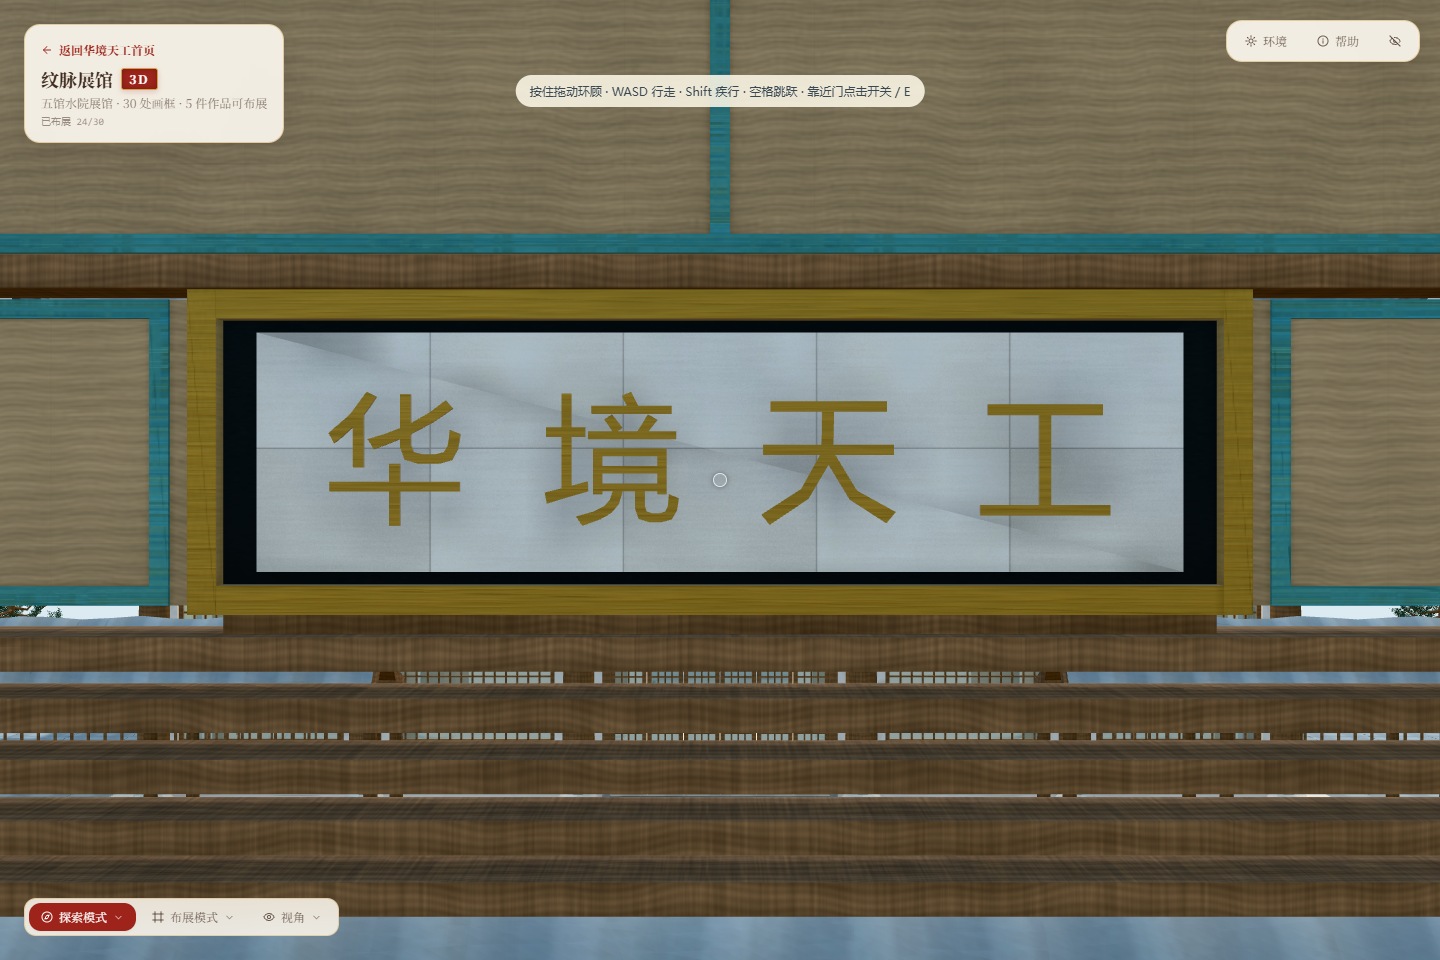 返回华境天工首页
纹脉展馆 3D
五馆水院展馆 · 30 处画框 · 5 件作品可布展
已布展 24/30
环境 帮助
按住拖动环顾 · WASD 行走 · Shift 疾行 · 空格跳跃 · 靠近门点击开关 / E
华境天工
探索模式 布展模式 视角